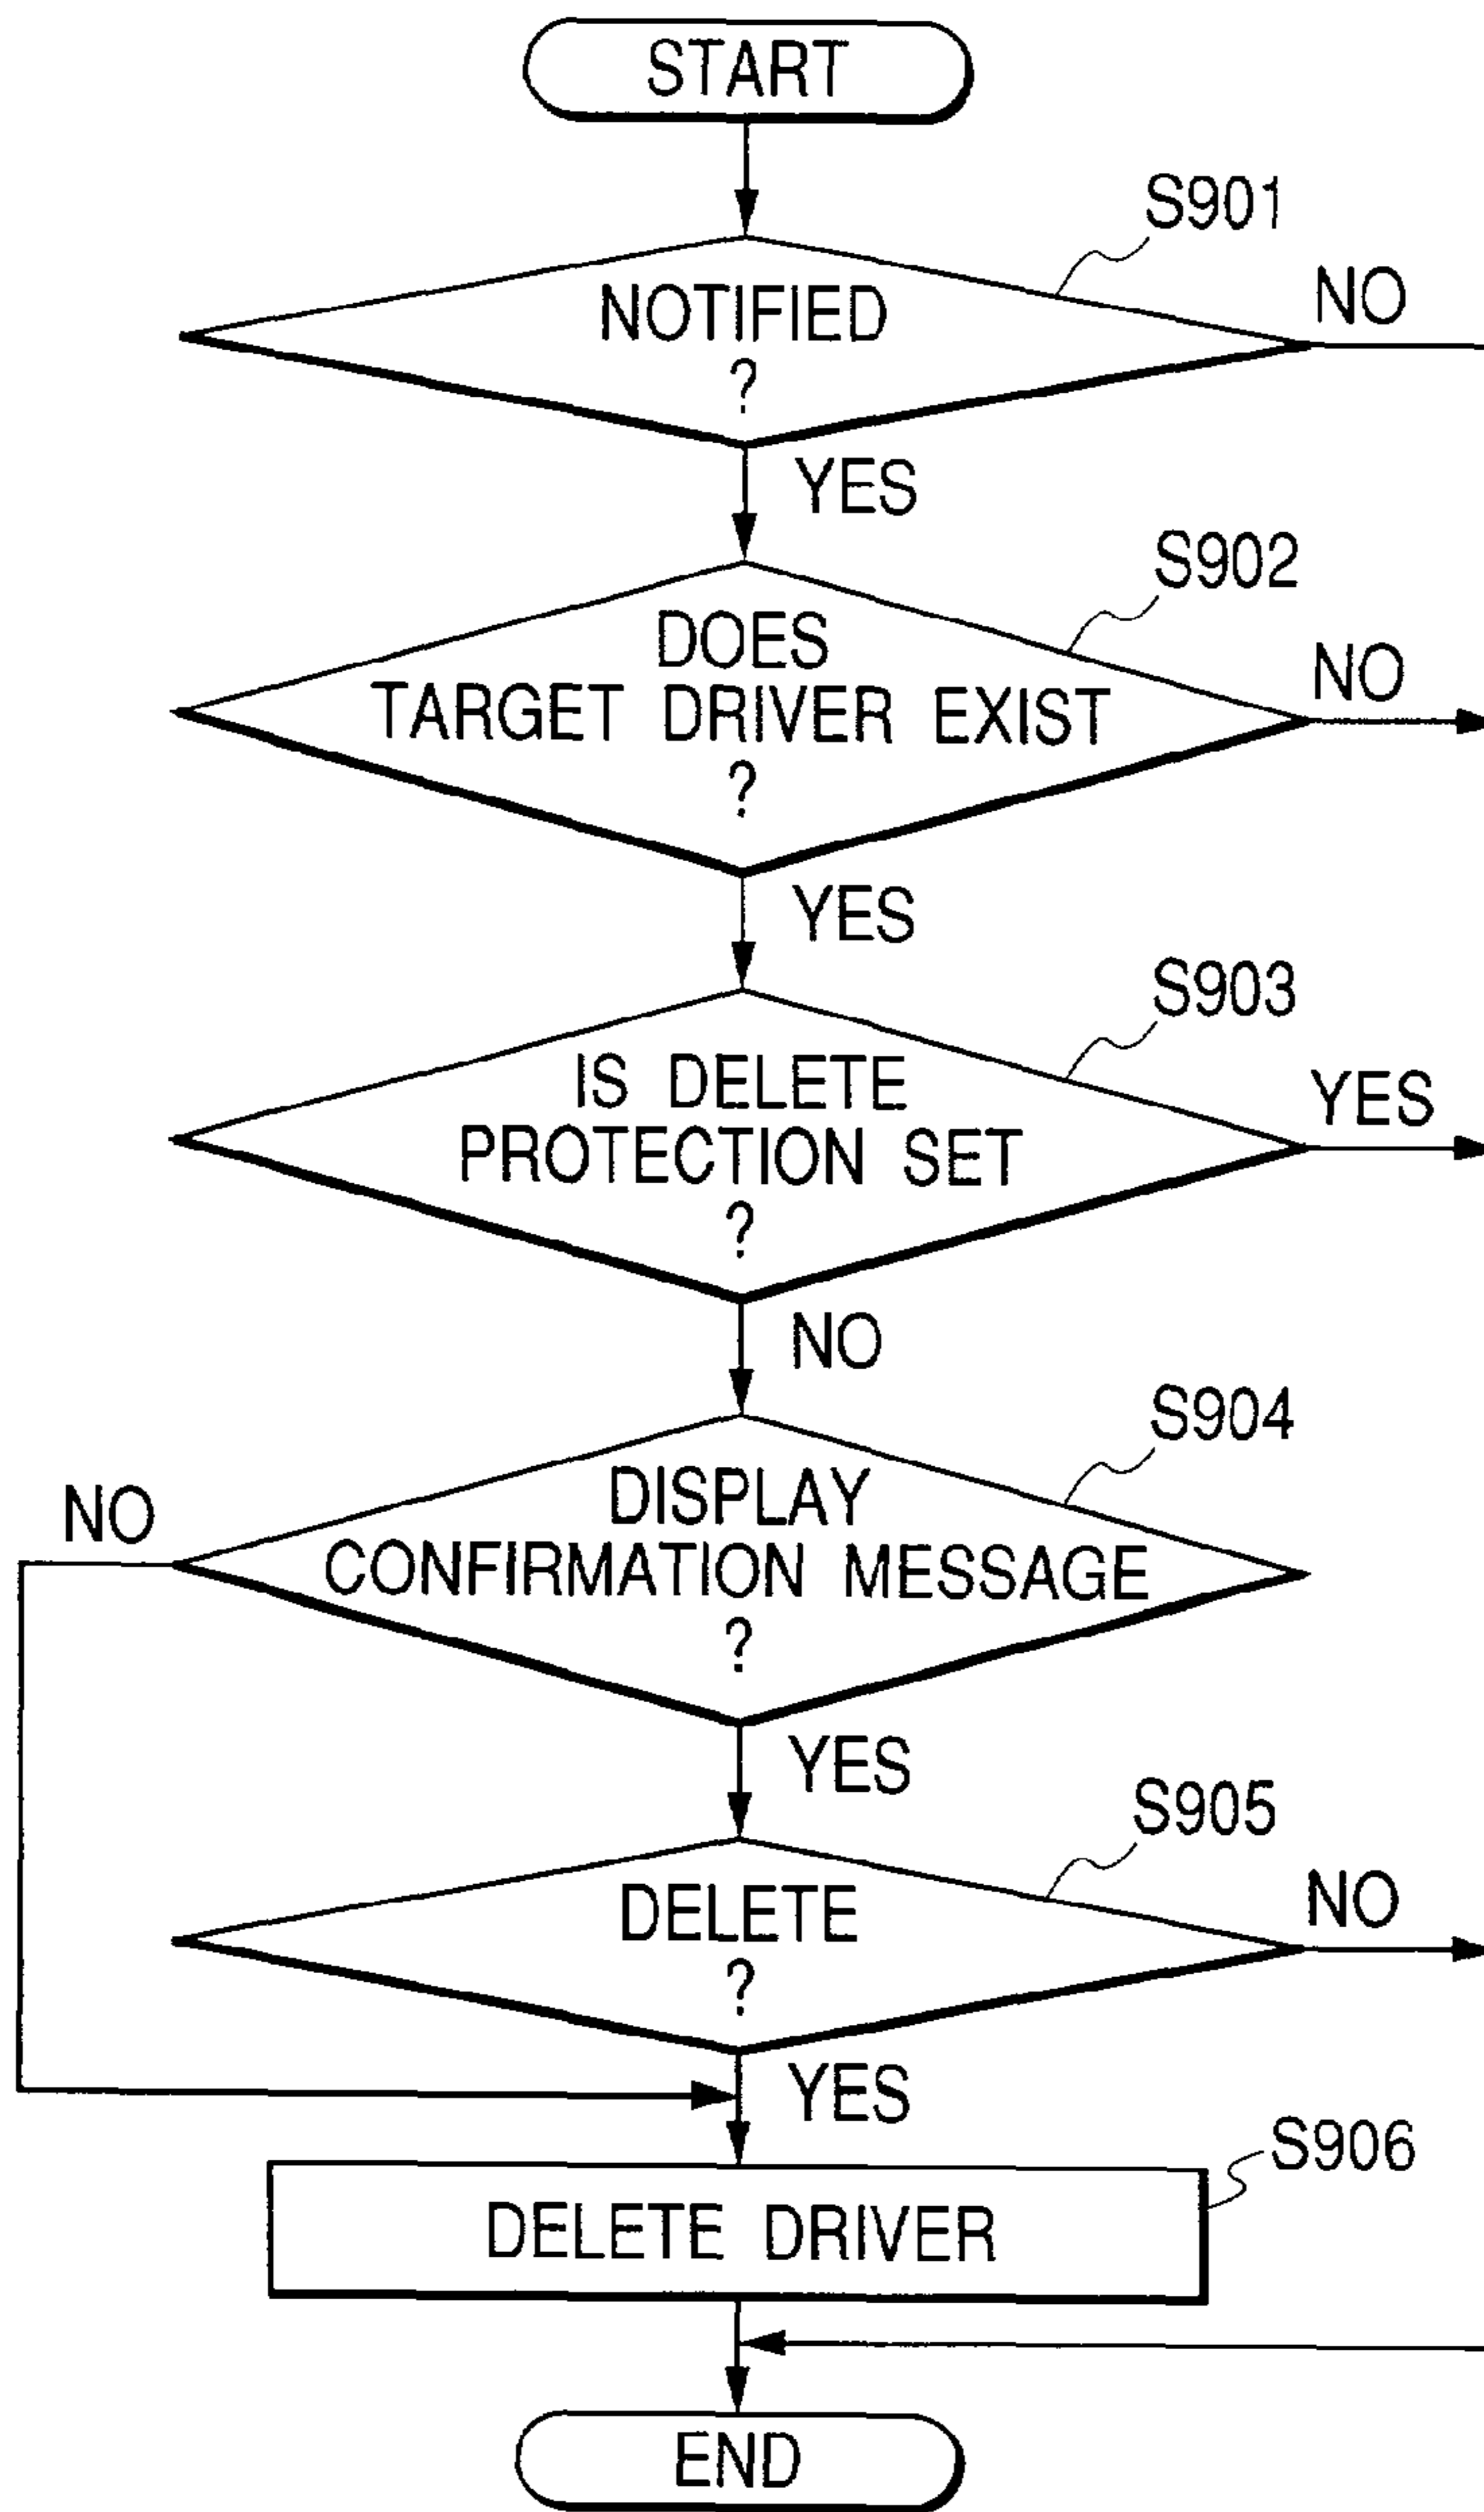 START
S901
NO
NOTIFIED
?
YES
S902
DOES
NO
TARGET DRIVER EXIST
?
YES
S903
IS DELETE
YES
PROTECTION SET
?
NO
S904
DISPLAY
NO
CONFIRMATION MESSAGE
?
YES
S905
DELETE
NO
?
YES
S906
DELETE DRIVER
END